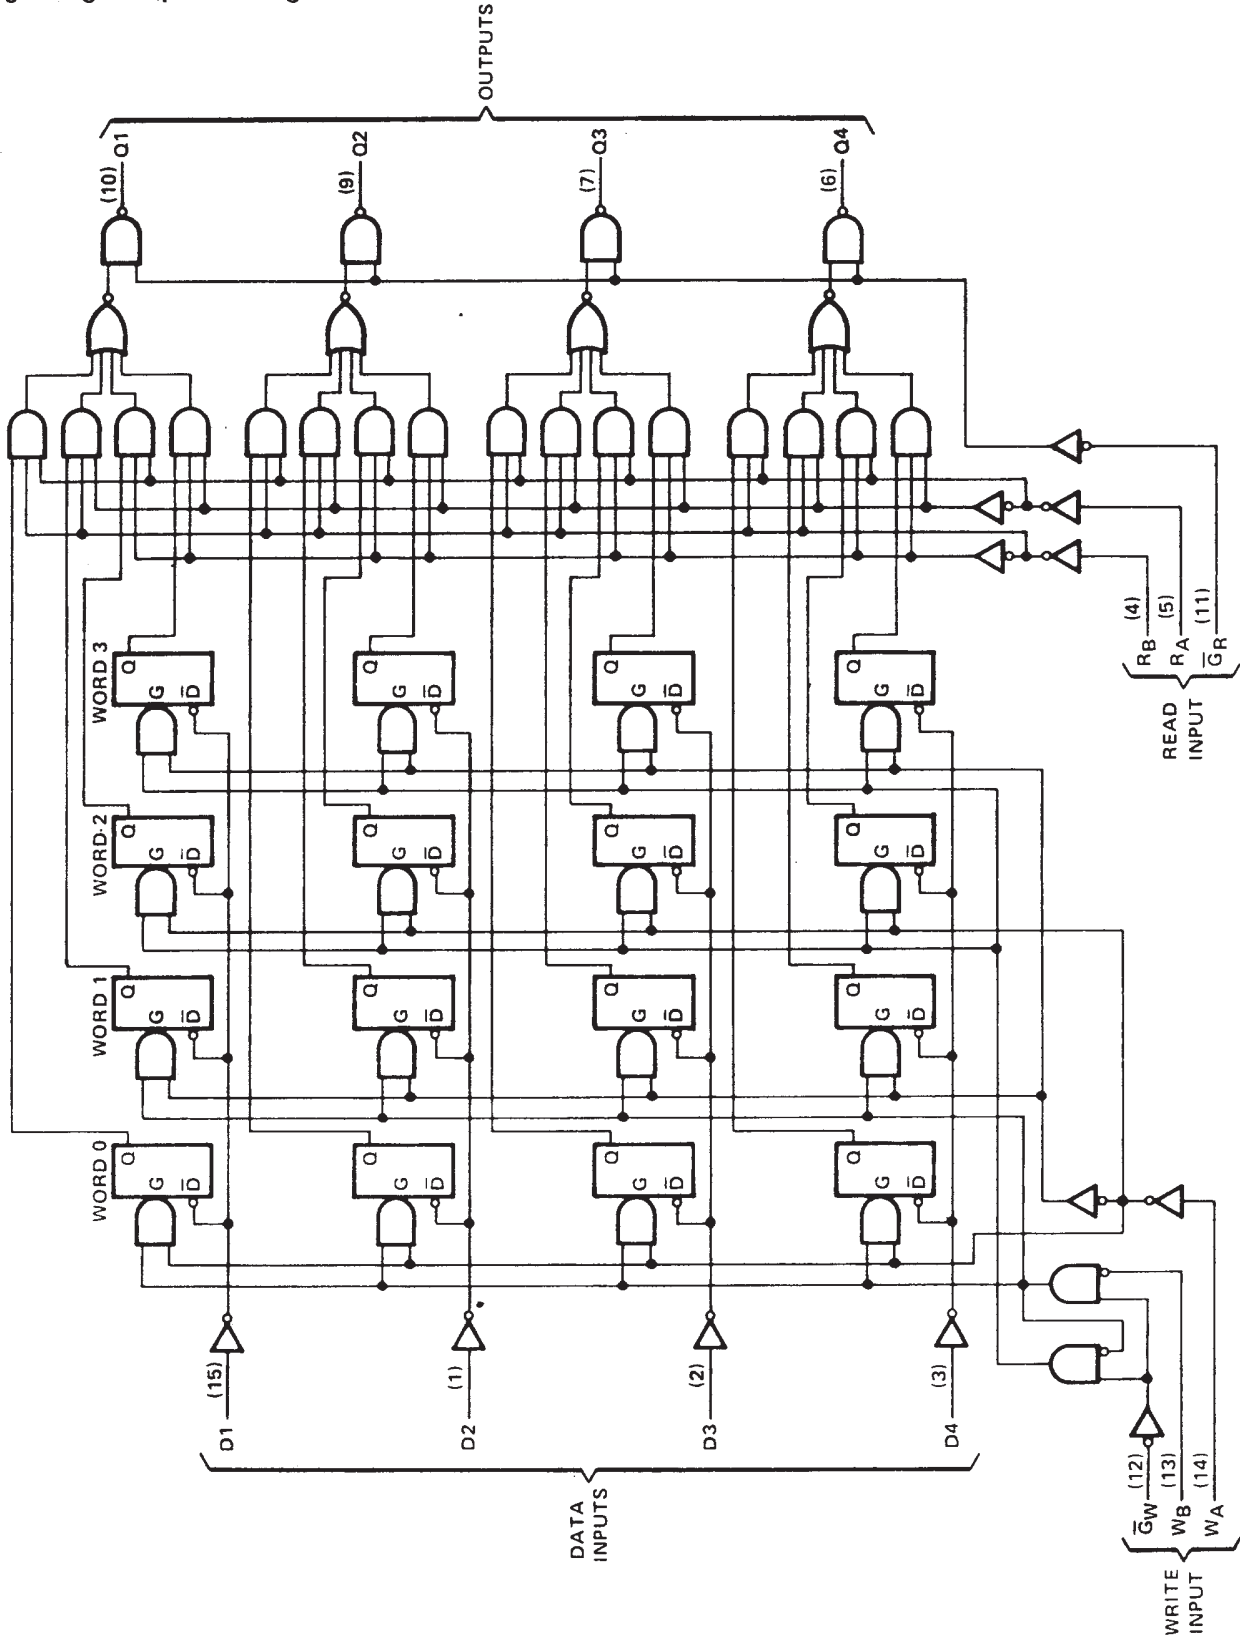 OUTPUTS
(10) Q1
(9) Q2
(7) Q3
(6) Q4
WORD 0
WORD 1
WORD-2
WORD 3
Q
G
D̅
Q
G
D̅
Q
G
D̅
Q
G
D̅
Q
G
D̅
Q
G
D̅
Q
G
D̅
Q
G
D̅
Q
G
D̅
Q
G
D̅
Q
G
D̅
Q
G
D̅
Q
G
D̅
Q
G
D̅
Q
G
D̅
Q
G
D̅
DATA
INPUTS
D1 (15)
D2 (1)
D3 (2)
D4 (3)
WRITE
INPUT
G̅W (12)
WB (13)
WA (14)
READ
INPUT
RB (4)
RA (5)
G̅R (11)